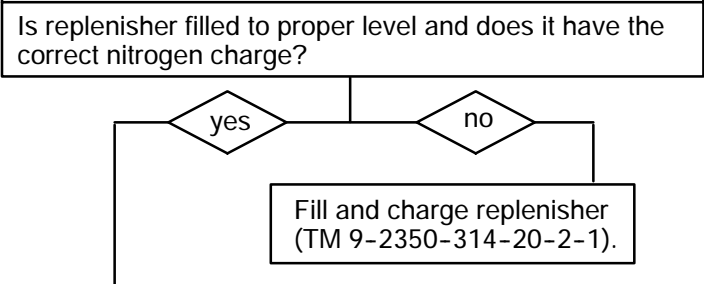 Is replenisher filled to proper level and does it have the
correct nitrogen charge?
yes
no
Fill and charge replenisher
(TM 9-2350-314-20-2-1).